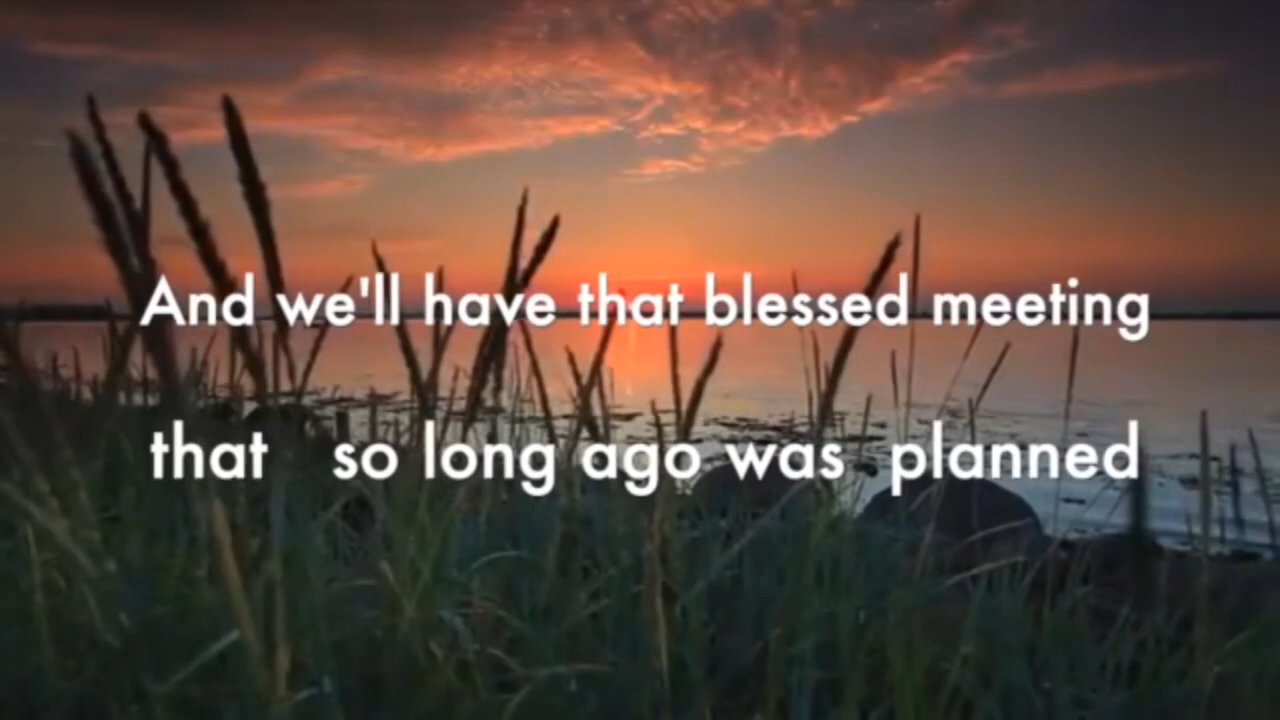 And we'll have that blessed meeting
that so long ago was planned